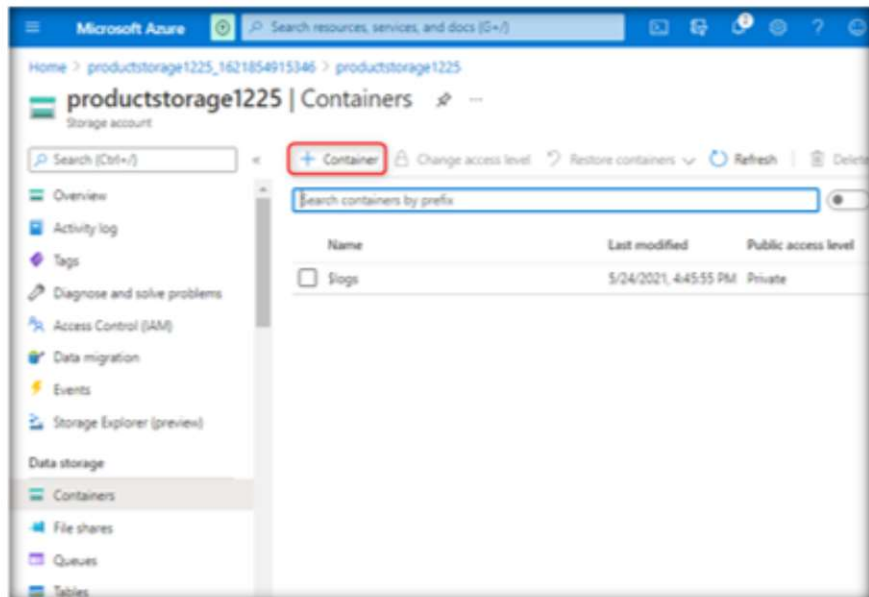 Microsoft Azure
Search resources, services, and docs (G+/)
Home > productstorage1225_1621854915346 > productstorage1225
productstorage1225 | Containers
Storage account
Search (Ctrl+/)
+ Container Change access level Restore containers Refresh Delete
Search containers by prefix
Overview
Activity log
Tags
Diagnose and solve problems
Access Control (IAM)
Data migration
Events
Storage Explorer (preview)
Data storage
Containers
File shares
Queues
Tables
Name Last modified Public access level
$logs 5/24/2021, 4:45:55 PM Private